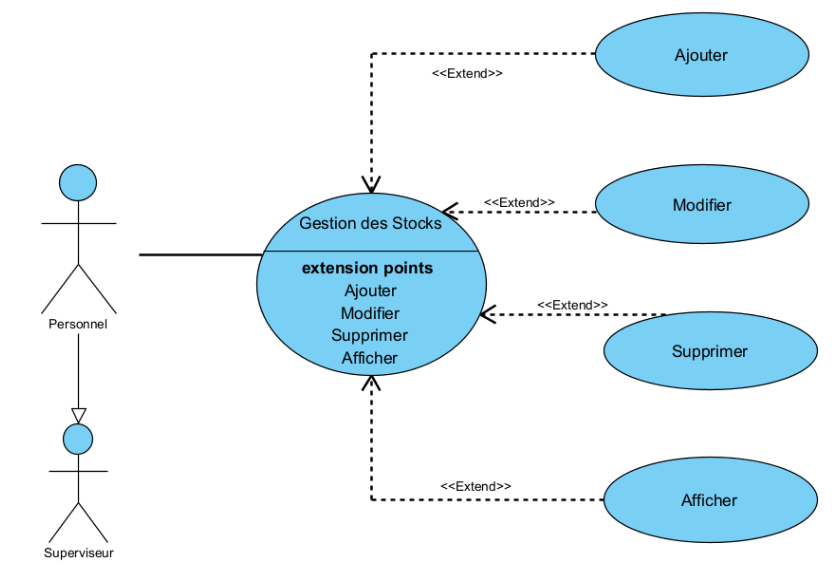 Ajouter
<<Extend>>
Modifier
<<Extend>>
Gestion des Stocks
extension points
Ajouter
Modifier
Supprimer
Afficher
<<Extend>>
Supprimer
Personnel
<<Extend>>
Afficher
Superviseur